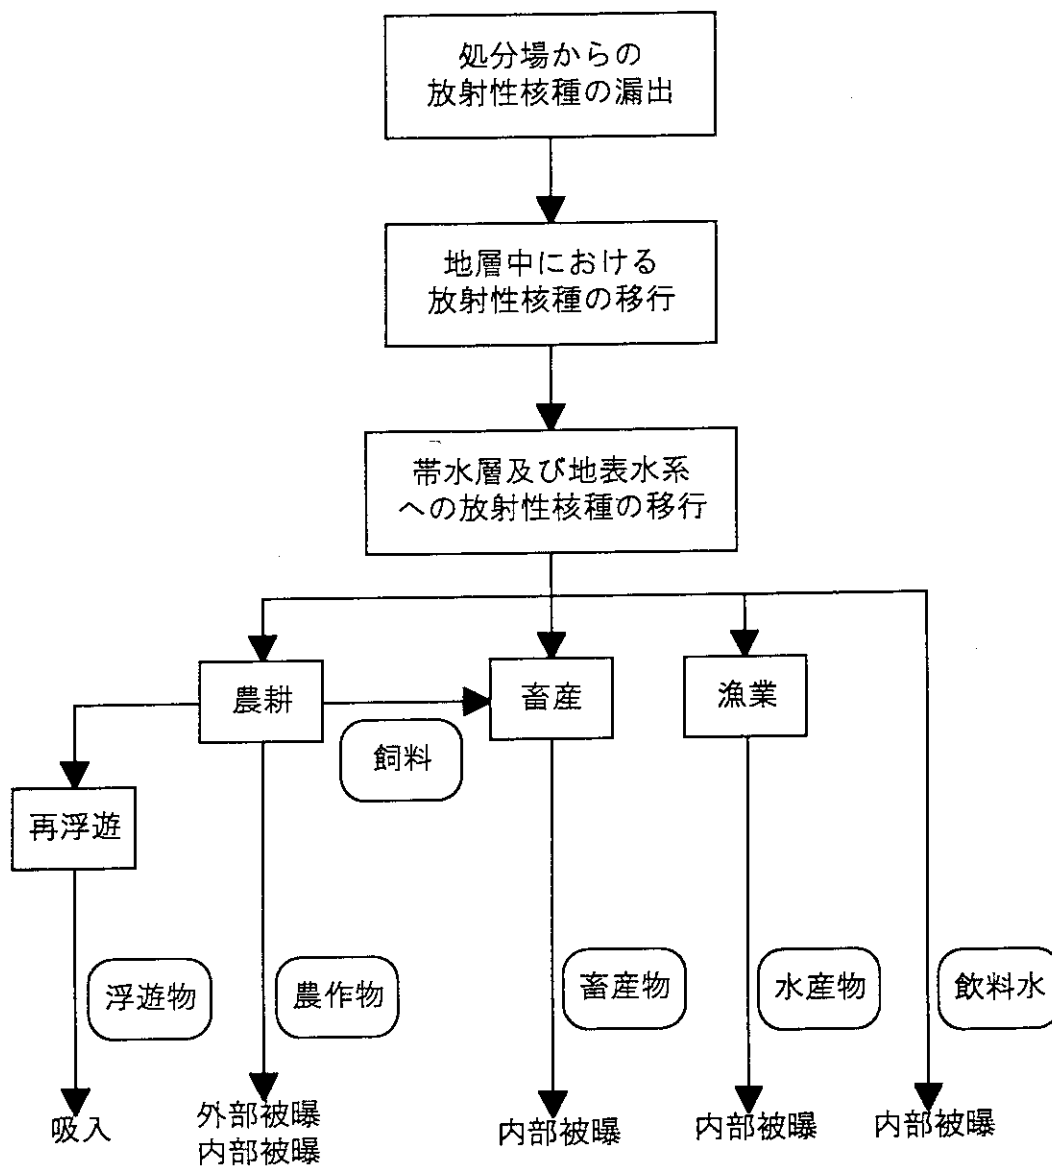 処分場からの
放射性核種の漏出
地層中における
放射性核種の移行
帯水層及び地表水系
への放射性核種の移行
農耕
畜産
漁業
飼料
再浮遊
浮遊物
農作物
畜産物
水産物
飲料水
吸入
外部被曝
内部被曝
内部被曝
内部被曝
内部被曝